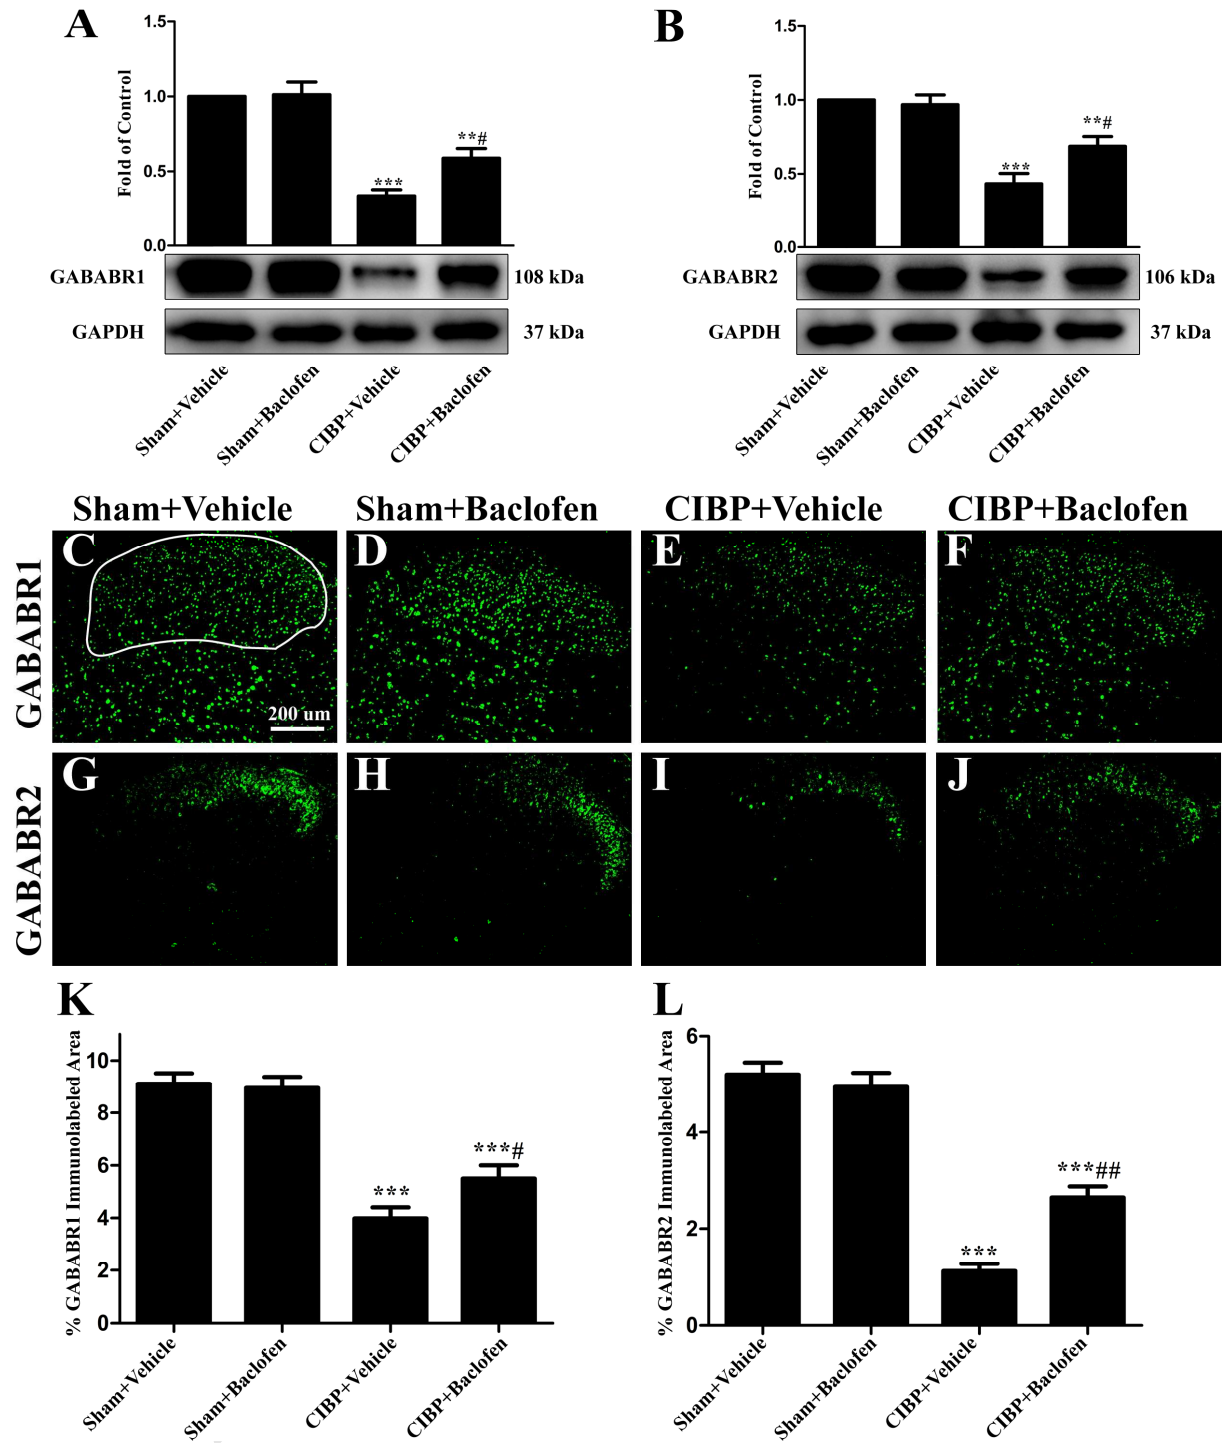 A
1.5
1.0
0.5
0.0
Fold of Control
***
**#
GABABR1
108 kDa
GAPDH
37 kDa
Sham+Vehicle
Sham+Baclofen
CIBP+Vehicle
CIBP+Baclofen
B
1.5
1.0
0.5
0.0
Fold of Control
***
**#
GABABR2
106 kDa
GAPDH
37 kDa
Sham+Vehicle
Sham+Baclofen
CIBP+Vehicle
CIBP+Baclofen
Sham+Vehicle
Sham+Baclofen
CIBP+Vehicle
CIBP+Baclofen
GABABR1
C
200 um
D
E
F
GABABR2
G
H
I
J
K
% GABABR1 Immunolabeled Area
10
8
6
4
2
0
***
***#
Sham+Vehicle
Sham+Baclofen
CIBP+Vehicle
CIBP+Baclofen
L
% GABABR2 Immunolabeled Area
6
4
2
0
***
***##
Sham+Vehicle
Sham+Baclofen
CIBP+Vehicle
CIBP+Baclofen